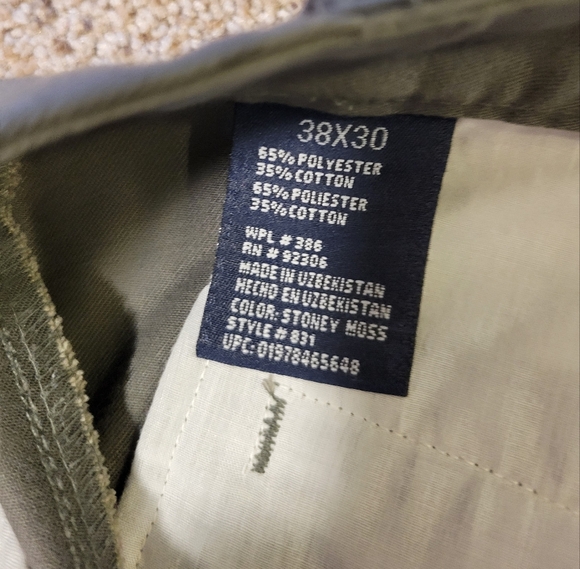 38X30
65% POLYESTER
35% COTTON
65% POLIESTER
35% COTTON
WPL # 386
RN # 92306
MADE IN UZBEKISTAN
HECHO EN UZBEKISTAN
COLOR: STONEY MOSS
STYLE # 831
UPC: 01978465648